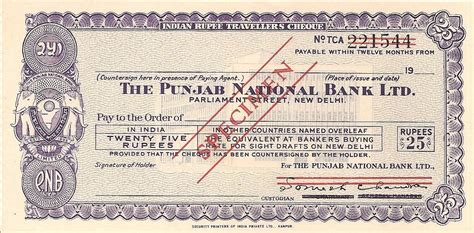 INDIAN RUPEE TRAVELLER'S CHEQUE
NO TCA 221544
PAYABLE WITHIN TWELVE MONTHS FROM
19
(Countersign here in presence of Paying Agent.) (Place of issue and date)
THE PUNJAB NATIONAL BANK LTD.
PARLIAMENT STREET, NEW DELHI.
Pay to the Order of
IN INDIA IN OTHER COUNTRIES NAMED OVERLEAF
TWENTY FIVE EQUIVALENT AT BANKERS BUYING RUPEES
RUPEES RATE FOR SIGHT DRAFTS ON NEW DELHI 25
PROVIDED THAT THE CHEQUE HAS BEEN COUNTERSIGNED BY THE HOLDER.
Signature of Holder For THE PUNJAB NATIONAL BANK LTD.,
CUSTODIAN
SPECIMEN
LIMITED
PNB
SECURITY PRINTERS OF INDIA PRIVATE LTD. KANPUR.